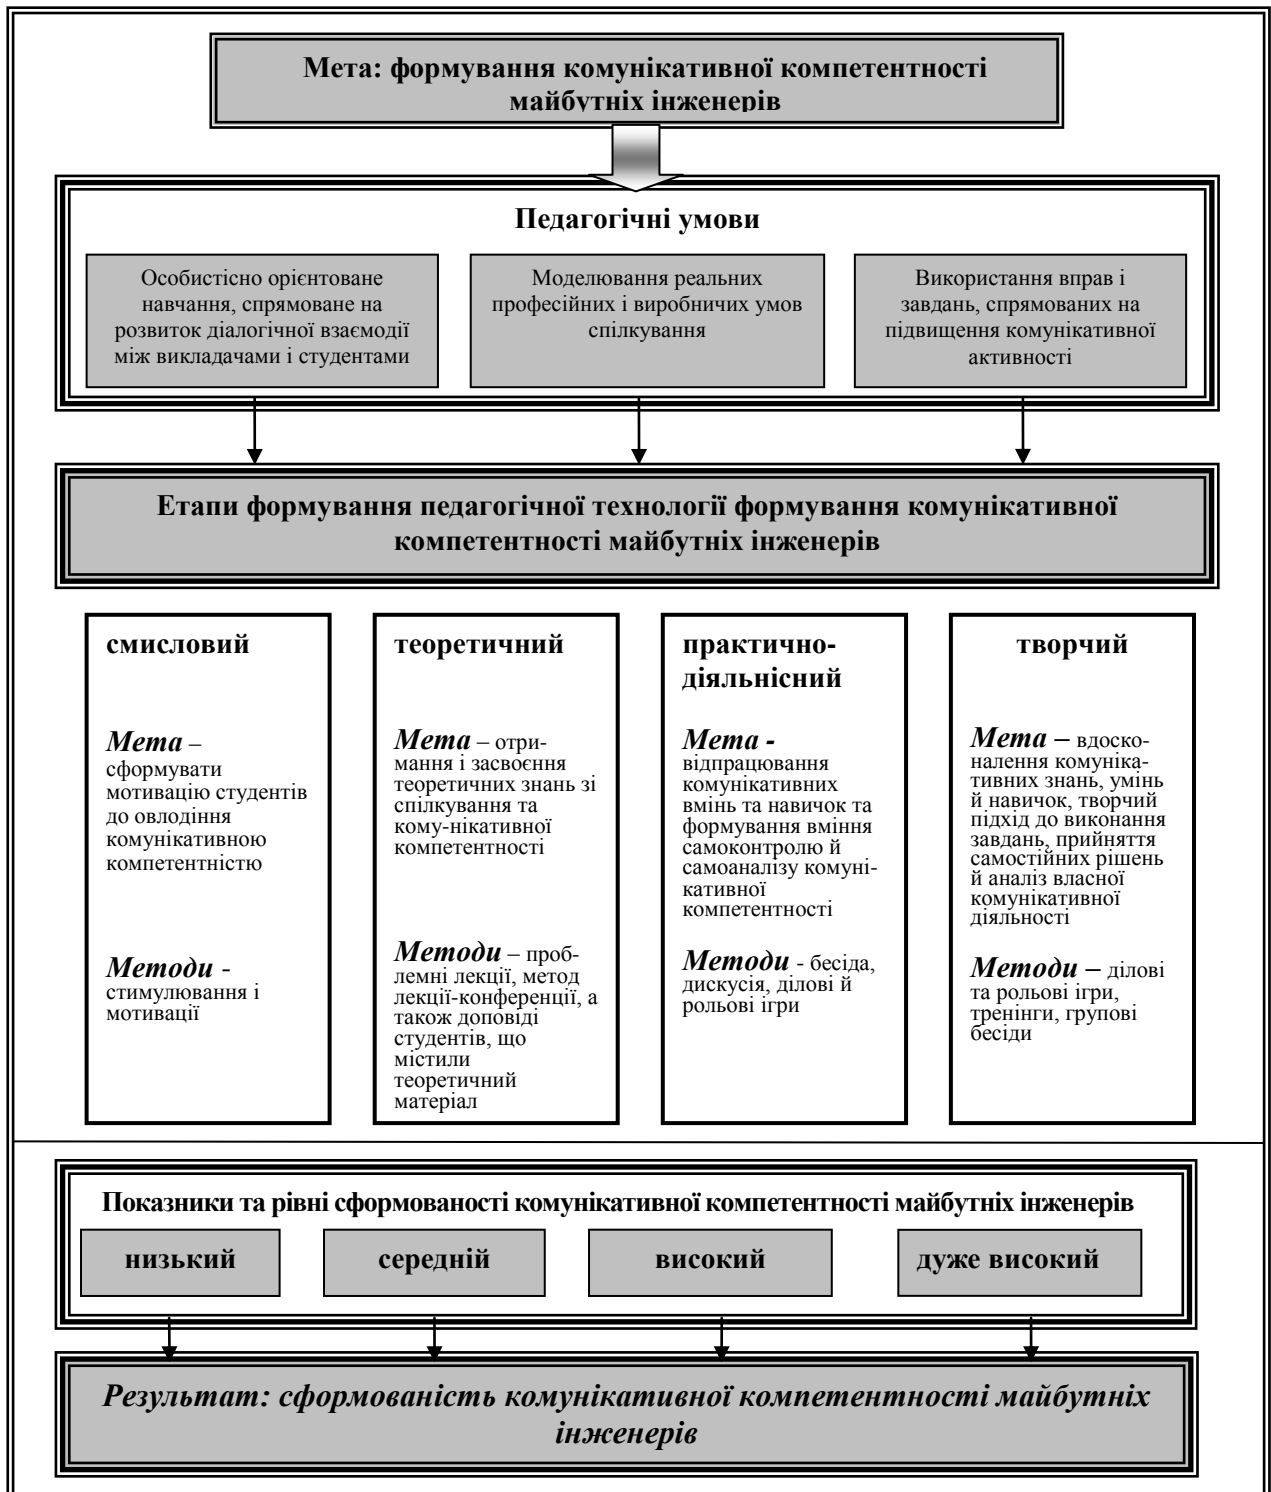 Мета: формування комунікативної компетентності
майбутніх інженерів
Педагогічні умови
Особистісно орієнтоване
навчання, спрямоване на
розвиток діалогічної взаємодії
між викладачами і студентами
Моделювання реальних
професійних і виробничих умов
спілкування
Використання вправ і
завдань, спрямованих на
підвищення комунікативної
активності
Етапи формування педагогічної технології формування комунікативної
компетентності майбутніх інженерів
смисловий
Мета –
сформувати
мотивацію студентів
до овлодіння
комунікативною
компетентністю
Методи -
стимулювання і
мотивації
теоретичний
Мета – отри-
мання і засвоєння
теоретичних знань зі
спілкування та
кому-нікативної
компетентності
Методи – проб-
лемні лекції, метод
лекції-конференції, а
також доповіді
студентів, що
містили
теоретичний
матеріал
практично-
діяльнісний
Мета -
відпрацювання
комунікативних
вмінь та навичок та
формування вміння
самоконтролю й
самоаналізу комуні-
кативної
компетентності
Методи - бесіда,
дискусія, ділові й
рольові ігри
творчий
Мета – вдоско-
налення комуніка-
тивних знань, умінь
й навичок, творчий
підхід до виконання
завдань, прийняття
самостійних рішень
й аналіз власної
комунікативної
діяльності
Методи – ділові
та рольові ігри,
тренінги, групові
бесіди
Показники та рівні сформованості комунікативної компетентності майбутніх інженерів
низький
середній
високий
дуже високий
Результат: сформованість комунікативної компетентності майбутніх
інженерів